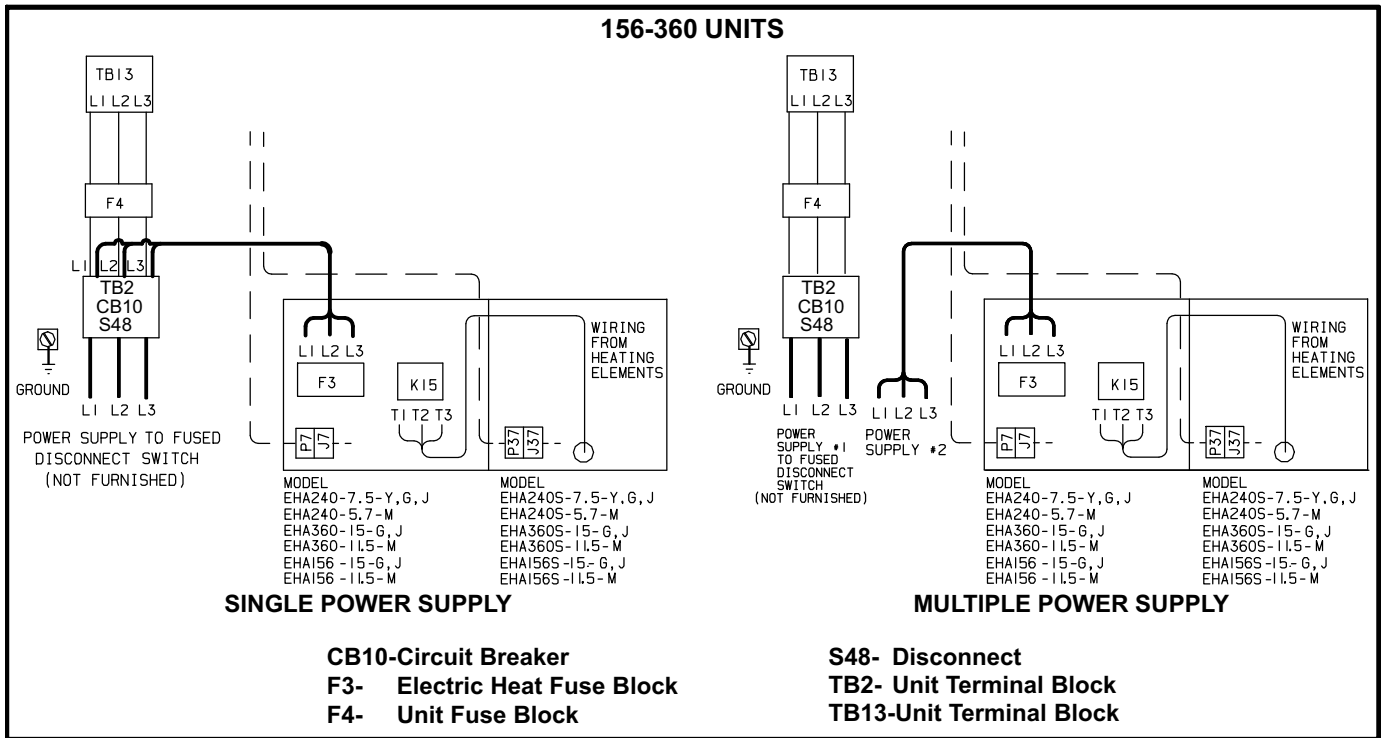 156-360 UNITS
TB13
L1 L2 L3
F4
L1 L2 L3
TB2
CB10
S48
GROUND
L1 L2 L3
POWER SUPPLY TO FUSED
DISCONNECT SWITCH
(NOT FURNISHED)
L1 L2 L3
F3
K15
T1 T2 T3
WIRING
FROM
HEATING
ELEMENTS
P7
J7
P37
J37
MODEL
EHA240-7.5-Y,G,J
EHA240-5.7-M
EHA360-15-G,J
EHA360-11.5-M
EHA156 -15-G,J
EHA156 -11.5-M
MODEL
EHA240S-7.5-Y,G,J
EHA240S-5.7-M
EHA360S-15-G,J
EHA360S-11.5-M
EHA156S -15-G,J
EHA156S -11.5-M
SINGLE POWER SUPPLY
TB13
L1 L2 L3
F4
TB2
CB10
S48
GROUND
L1 L2 L3
POWER
SUPPLY #1
TO FUSED
DISCONNECT
SWITCH
(NOT FURNISHED)
L1 L2 L3
POWER
SUPPLY #2
L1 L2 L3
F3
K15
T1 T2 T3
WIRING
FROM
HEATING
ELEMENTS
P7
J7
P37
J37
MODEL
EHA240-7.5-Y,G,J
EHA240-5.7-M
EHA360-15-G,J
EHA360-11.5-M
EHA156 -15-G,J
EHA156 -11.5-M
MODEL
EHA240S-7.5-Y,G,J
EHA240S-5.7-M
EHA360S-15-G,J
EHA360S-11.5-M
EHA156S -15-G,J
EHA156S -11.5-M
MULTIPLE POWER SUPPLY
CB10-Circuit Breaker
F3- Electric Heat Fuse Block
F4- Unit Fuse Block
S48- Disconnect
TB2- Unit Terminal Block
TB13-Unit Terminal Block